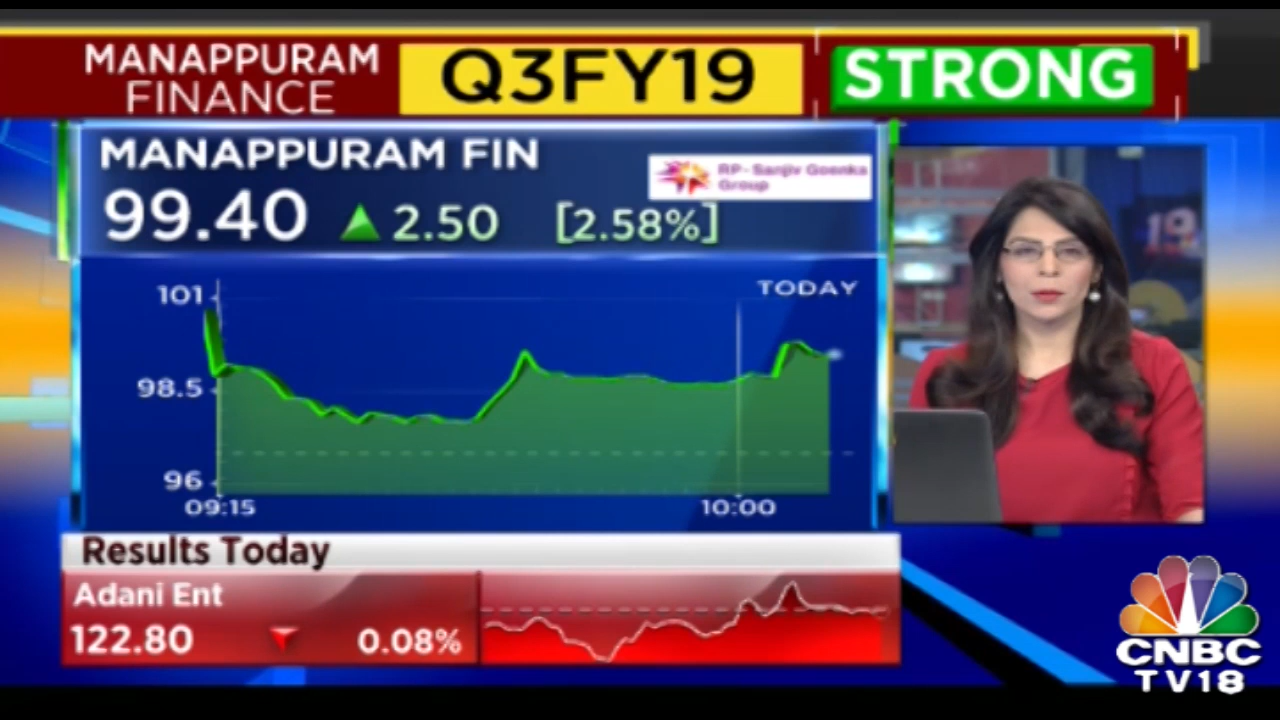 MANAPPURAM
FINANCE
Q3FY19
STRONG
MANAPPURAM FIN
RP-Sanjiv Goenka
Group
99.40 ▲ 2.50 [2.58%]
TODAY
101
98.5
96
09:15
10:00
19
Results Today
Adani Ent
122.80 ▼ 0.08%
CNBC
TV18